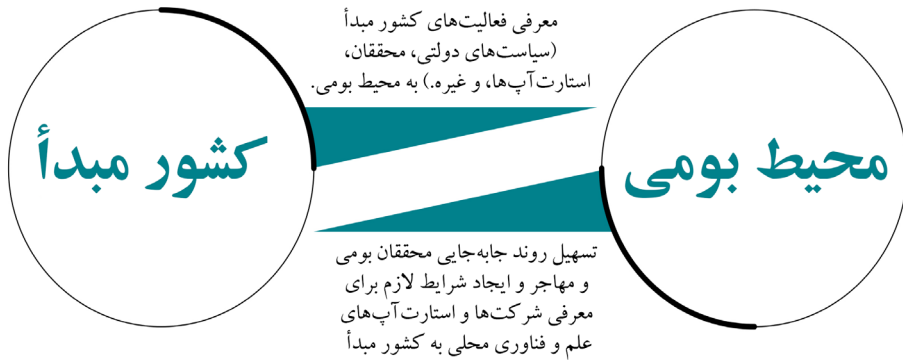 معرفی فعالیت‌های کشور مبدأ
(سیاست‌های دولتی، محققان،
استارت‌آپ‌ها، و غیره.) به محیط بومی.
محیط بومی
کشور مبدأ
تسهیل روند جابه‌جایی محققان بومی
و مهاجر و ایجاد شرایط لازم برای
معرفی شرکت‌ها و استارت‌آپ‌های
علم و فناوری محلی به کشور مبدأ